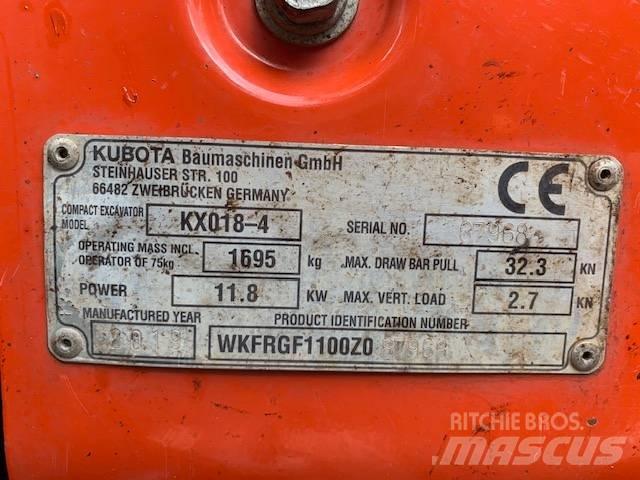 KUBOTA Baumaschinen GmbH
STEINHAUSER STR. 100
66482 ZWEIBRÜCKEN GERMANY
CE
COMPACT EXCAVATOR
MODEL KX018-4 SERIAL NO.
OPERATING MASS INCL.
OPERATOR OF 75kg 1695 kg MAX. DRAW BAR PULL 32.3 KN
POWER 11.8 KW MAX. VERT. LOAD 2.7 KN
MANUFACTURED YEAR PRODUCT IDENTIFICATION NUMBER
WKFRGF1100Z0
RITCHIE BROS.
MASCUS